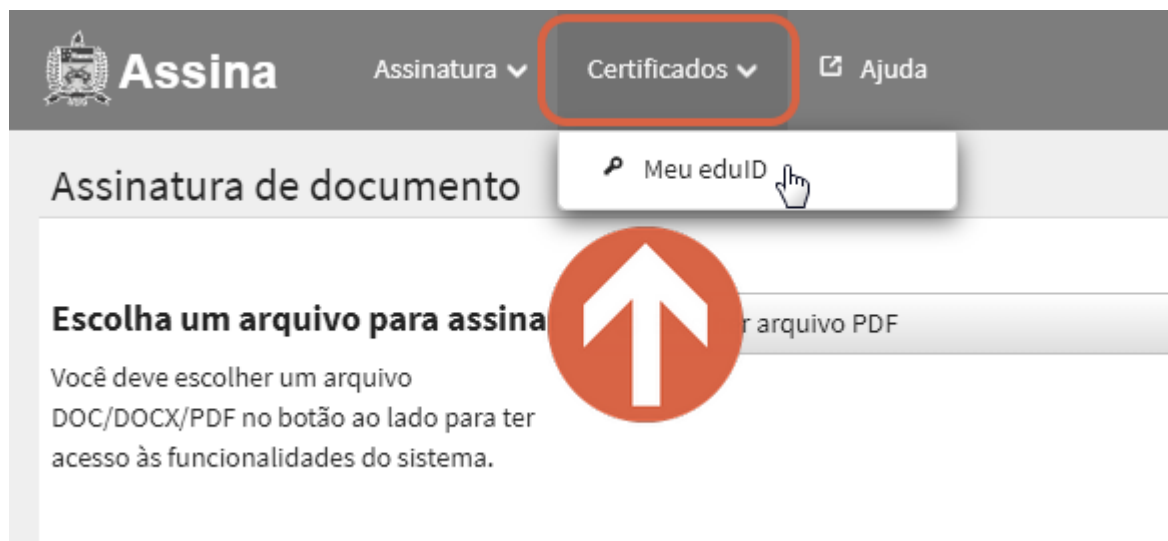 Assina
Assinatura
Certificados
Ajuda
Meu eduID
Assinatura de documento
Escolha um arquivo para assina
r arquivo PDF
Você deve escolher um arquivo
DOC/DOCX/PDF no botão ao lado para ter
acesso às funcionalidades do sistema.